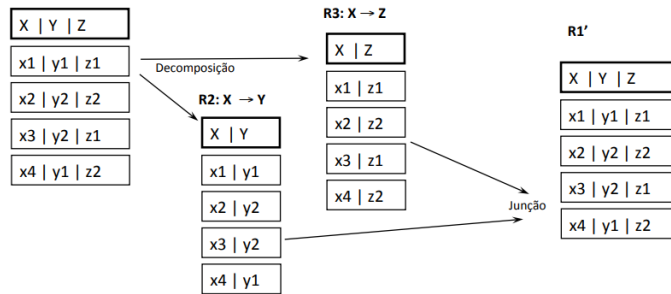 X | Y | Z
x1 | y1 | z1
x2 | y2 | z2
x3 | y2 | z1
x4 | y1 | z2
Decomposição
R2: X → Y
X | Y
x1 | y1
x2 | y2
x3 | y2
x4 | y1
R3: X → Z
X | Z
x1 | z1
x2 | z2
x3 | z1
x4 | z2
Junção
R1’
X | Y | Z
x1 | y1 | z1
x2 | y2 | z2
x3 | y2 | z1
x4 | y1 | z2